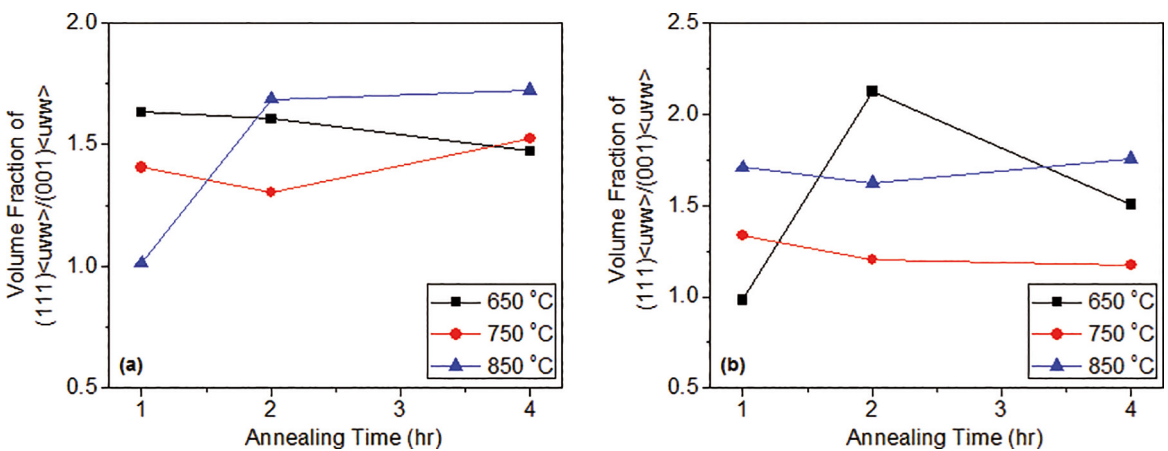 2.0
1.5
1.0
0.5
Volume Fraction of
(111)<uvw>/(001)<uvw>
650 °C
750 °C
850 °C
(a)
1 2 3 4
Annealing Time (hr)
2.5
2.0
1.5
1.0
0.5
Volume Fraction of
(111)<uvw>/(001)<uvw>
650 °C
750 °C
850 °C
(b)
1 2 3 4
Annealing Time (hr)